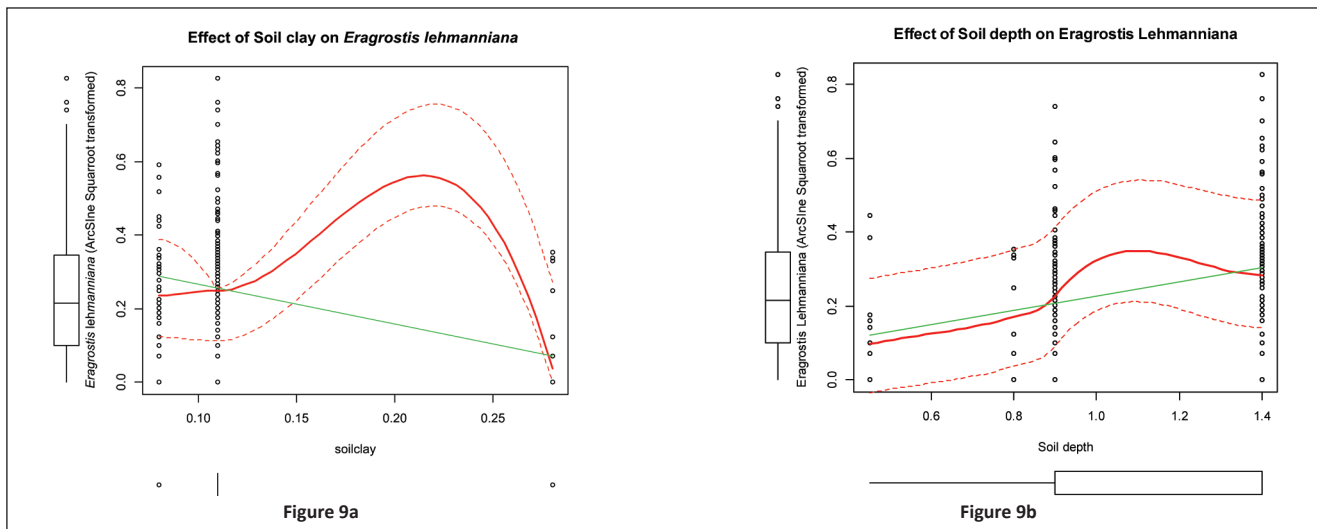 Effect of Soil clay on Eragrostis lehmanniana
Eragrostis lehmanniana (ArcSIne Squarroot transformed)
0.8
0.6
0.4
0.2
0.0
0.10
0.15
0.20
0.25
soilclay
Figure 9a
Effect of Soil depth on Eragrostis Lehmanniana
Eragrostis Lehmanniana (ArcSIne Squarroot transformed)
0.8
0.6
0.4
0.2
0.0
0.6
0.8
1.0
1.2
1.4
Soil depth
Figure 9b